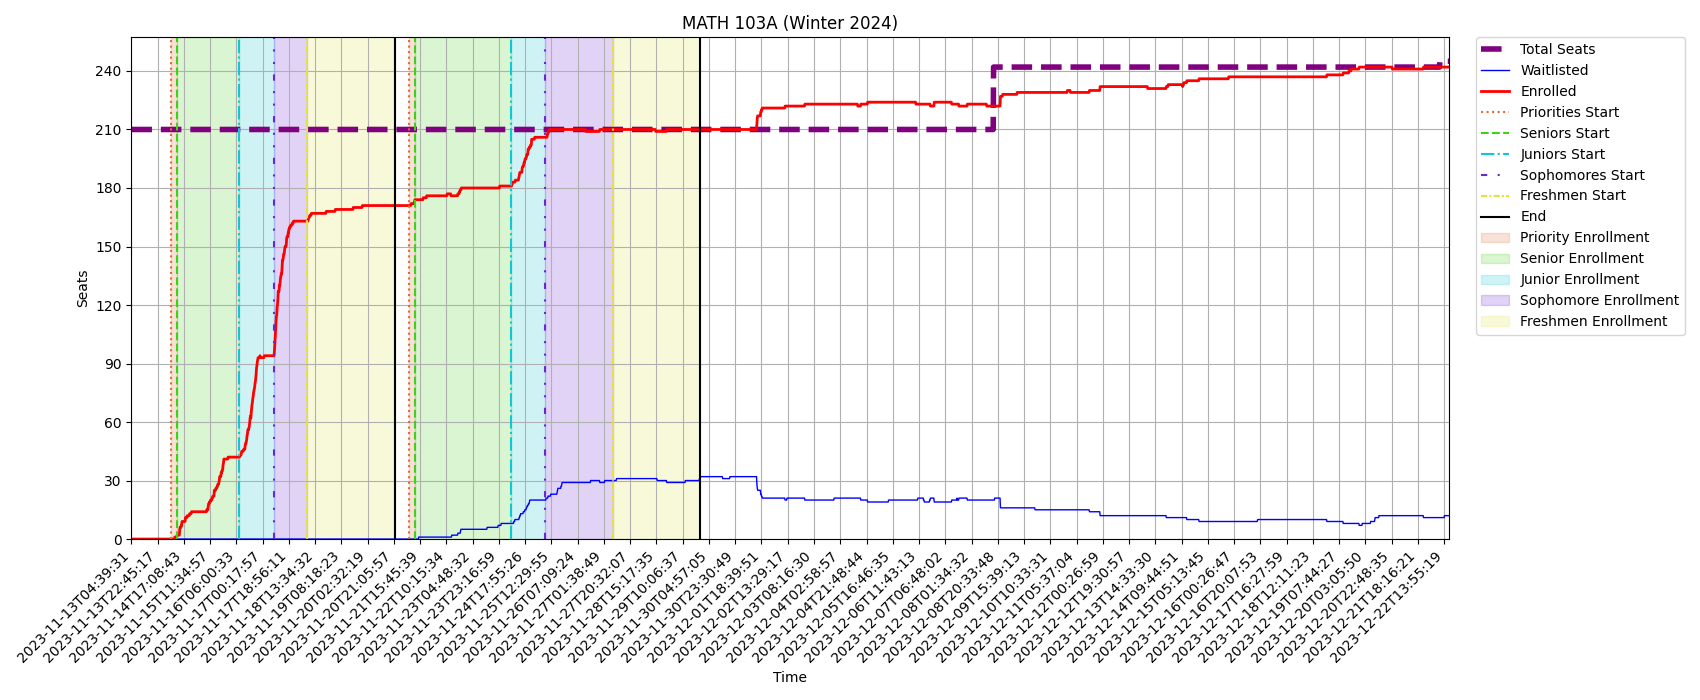 MATH 103A (Winter 2024)
Seats
240
210
180
150
120
90
60
30
0
2023-11-13T04:39:31
2023-11-13T22:45:17
2023-11-14T17:08:43
2023-11-15T11:34:57
2023-11-16T06:00:33
2023-11-17T00:17:57
2023-11-17T18:56:11
2023-11-18T13:34:32
2023-11-19T08:18:23
2023-11-20T02:32:19
2023-11-20T21:05:57
2023-11-21T15:45:39
2023-11-22T10:15:34
2023-11-23T04:48:32
2023-11-23T23:16:59
2023-11-24T17:55:26
2023-11-25T12:29:55
2023-11-26T07:09:24
2023-11-27T01:38:49
2023-11-27T20:32:07
2023-11-28T15:17:35
2023-11-29T10:06:37
2023-11-30T04:57:05
2023-11-30T23:30:49
2023-12-01T18:39:51
2023-12-02T13:29:17
2023-12-03T08:16:30
2023-12-04T02:58:57
2023-12-04T21:48:44
2023-12-05T16:46:35
2023-12-06T11:43:13
2023-12-07T06:48:02
2023-12-08T01:34:32
2023-12-08T20:33:48
2023-12-09T15:39:13
2023-12-10T10:33:31
2023-12-11T05:37:04
2023-12-12T00:26:59
2023-12-12T19:30:57
2023-12-13T14:33:30
2023-12-14T09:44:51
2023-12-15T05:13:45
2023-12-16T00:26:47
2023-12-16T20:07:53
2023-12-17T16:27:59
2023-12-18T12:11:23
2023-12-19T07:44:27
2023-12-20T03:05:50
2023-12-20T22:48:35
2023-12-21T18:16:21
2023-12-22T13:55:19
Time
Total Seats
Waitlisted
Enrolled
Priorities Start
Seniors Start
Juniors Start
Sophomores Start
Freshmen Start
End
Priority Enrollment
Senior Enrollment
Junior Enrollment
Sophomore Enrollment
Freshmen Enrollment